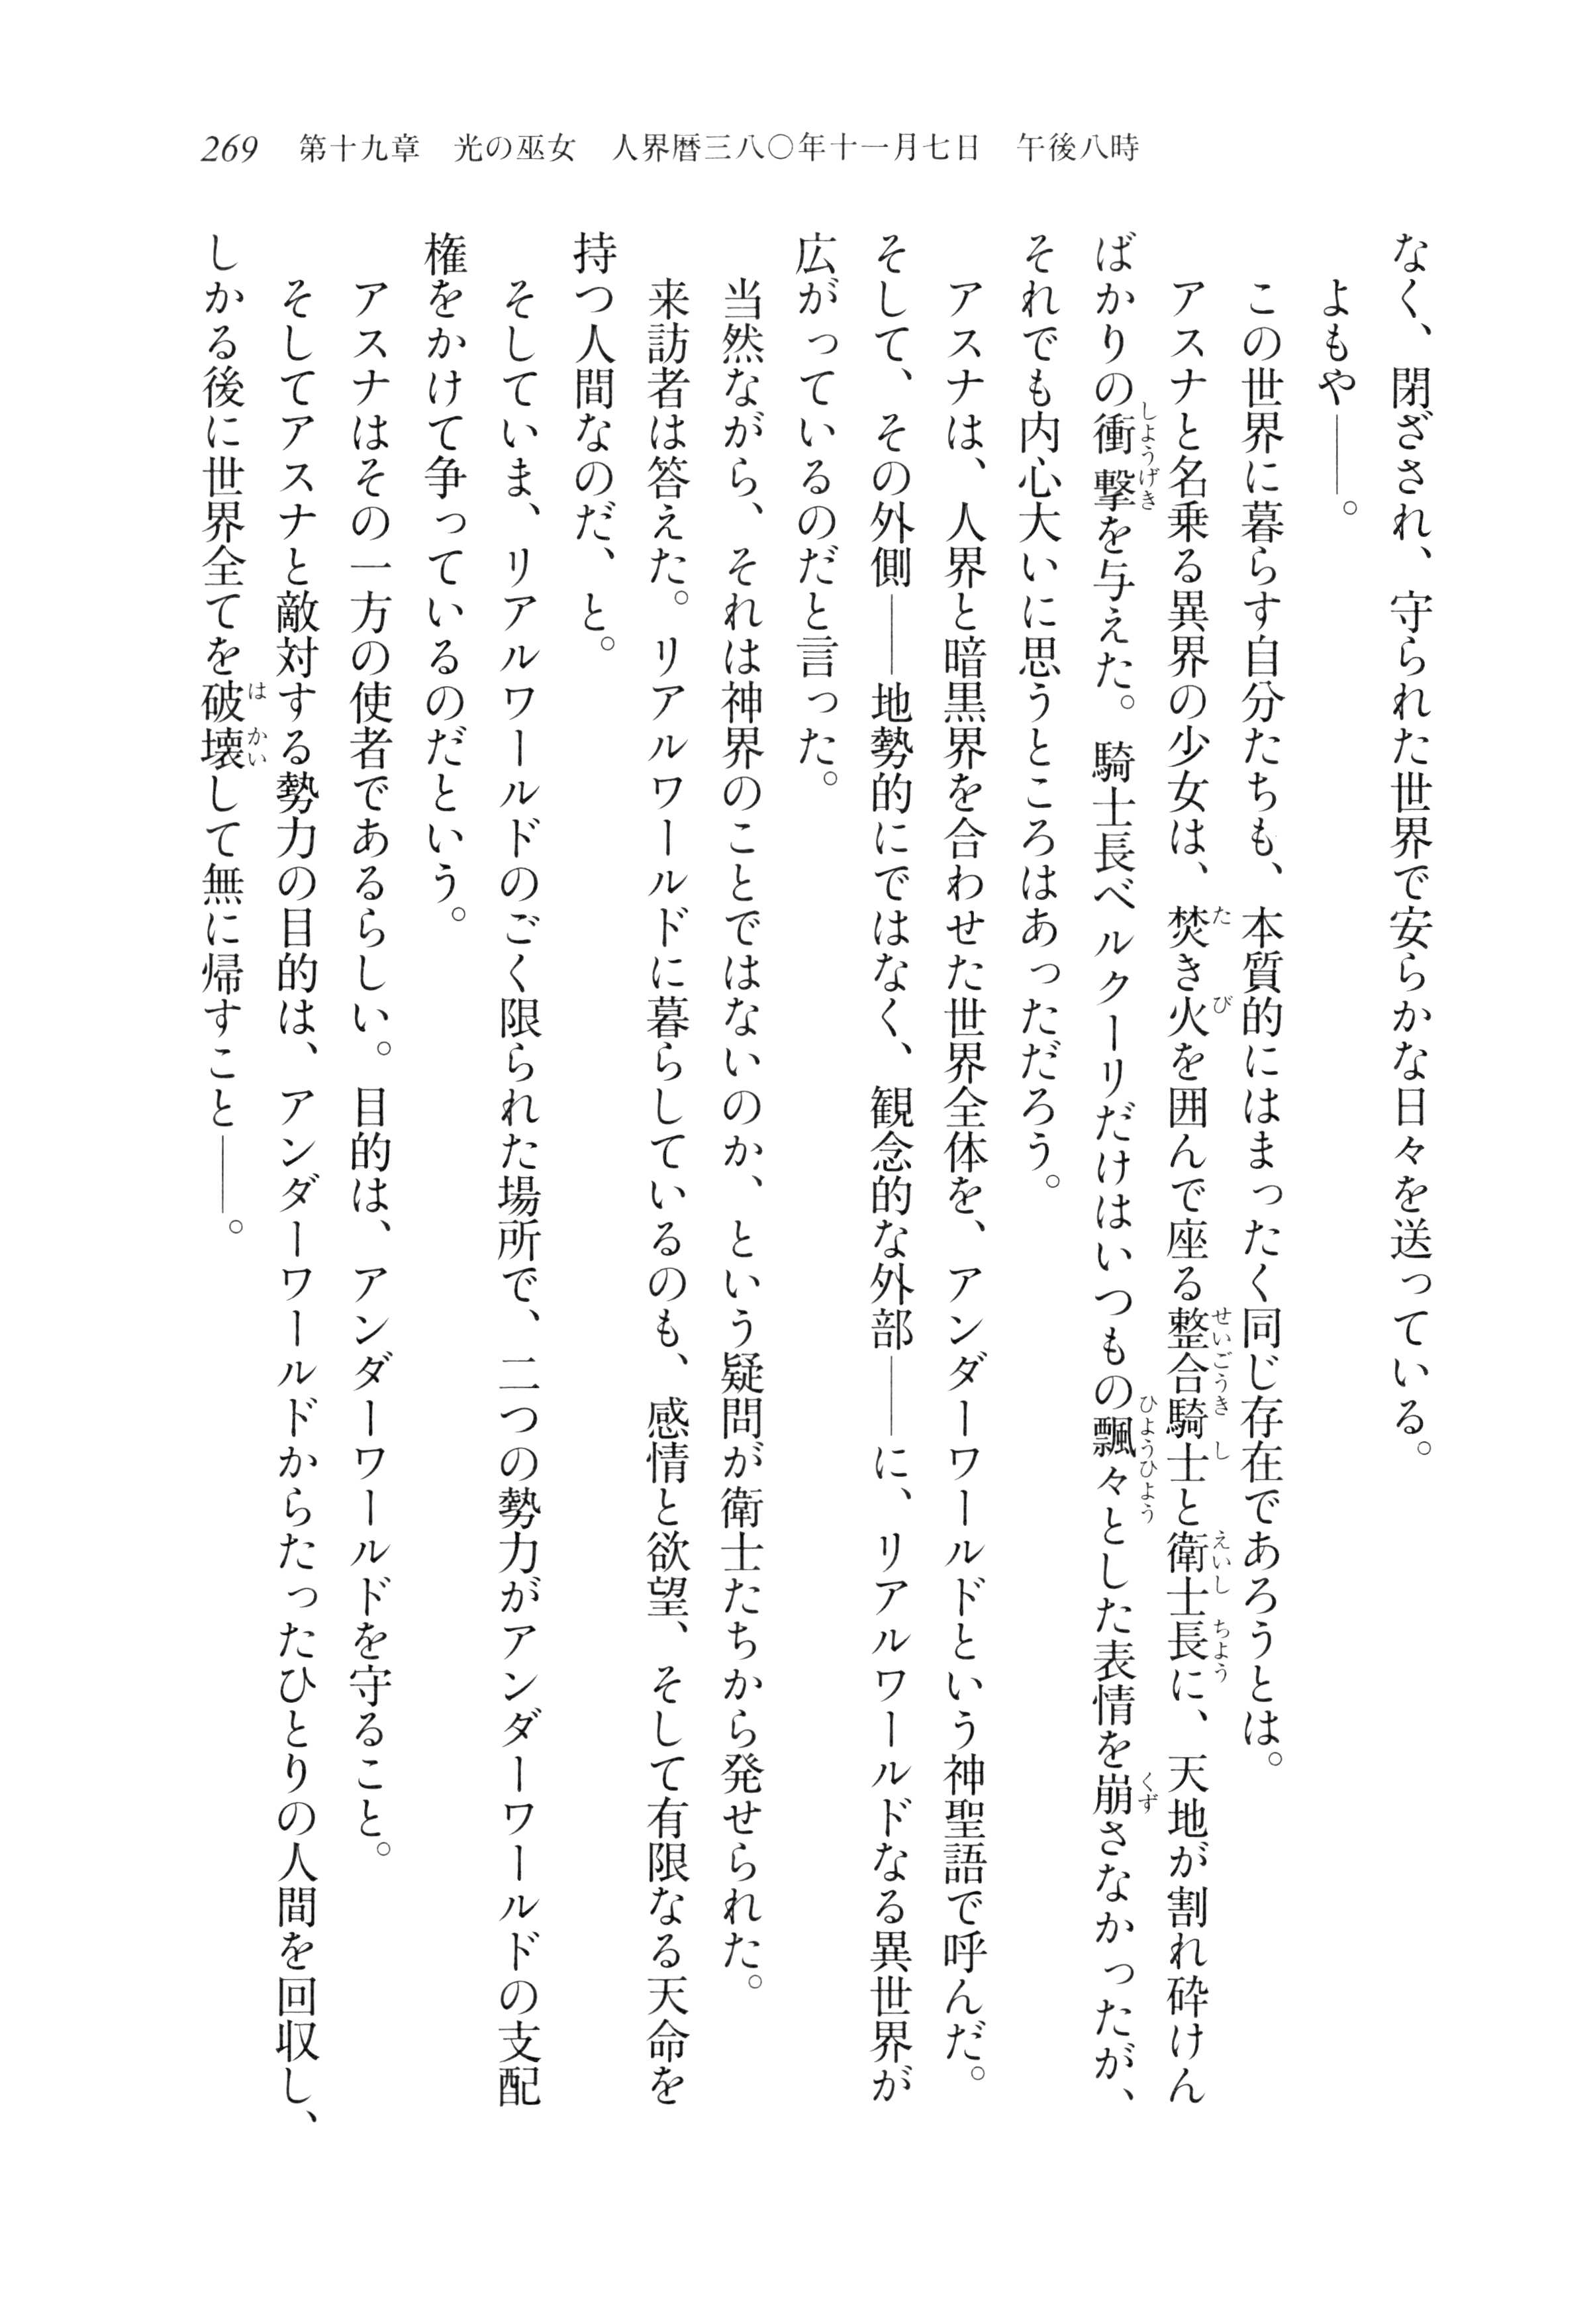 269 第十九章 光の巫女 人界暦三八〇年十一月七日 午後八時
なく、閉ざされ、守られた世界で安らかな日々を送っている。
よもや――。
この世界に暮らす自分たちも、本質的にはまったく同じ存在であろうとは。
アスナと名乗る異界の少女は、焚き火を囲んで座る整合騎士と衛士長に、天地が割れ砕けん
ばかりの衝撃を与えた。騎士長ベルクーリだけはいつもの飄々とした表情を崩さなかったが、
それでも内心大いに思うところはあっただろう。
アスナは、人界と暗黒界を合わせた世界全体を、アンダーワールドという神聖語で呼んだ。
そして、その外側――地勢的にではなく、観念的な外部――に、リアルワールドなる異世界が
広がっているのだと言った。
当然ながら、それは神界のことではないのか、という疑問が衛士たちから発せられた。
来訪者は答えた。リアルワールドに暮らしているのも、感情と欲望、そして有限なる天命を
持つ人間なのだ、と。
そしていま、リアルワールドのごく限られた場所で、二つの勢力がアンダーワールドの支配
権をかけて争っているのだという。
アスナはその一方の使者であるらしい。目的は、アンダーワールドを守ること。
そしてアスナと敵対する勢力の目的は、アンダーワールドからたったひとりの人間を回収し、
しかる後に世界全てを破壊して無に帰すこと――。